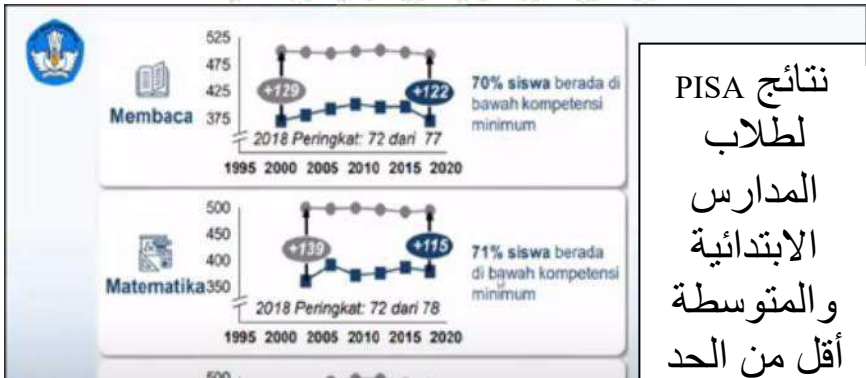 525
475
425
375
Membaca
+129
+122
2018 Peringkat: 72 dari 77
1995 2000 2005 2010 2015 2020
70% siswa berada di
bawah kompetensi
minimum
500
450
400
350
Matematika
+139
+115
2018 Peringkat: 72 dari 78
1995 2000 2005 2010 2015 2020
71% siswa berada
di bawah kompetensi
minimum
نتائج PISA
لطلاب
المدارس
الابتدائية
والمتوسطة
أقل من الحد